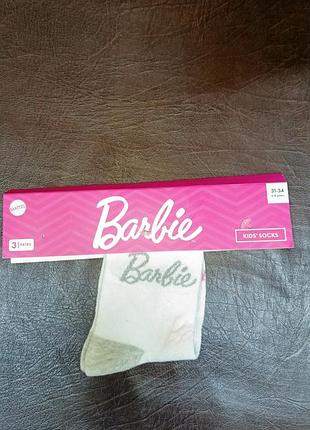 MATTEL
3 PAIRS
Barbie
31-34
KIDS' SOCKS
Barbie